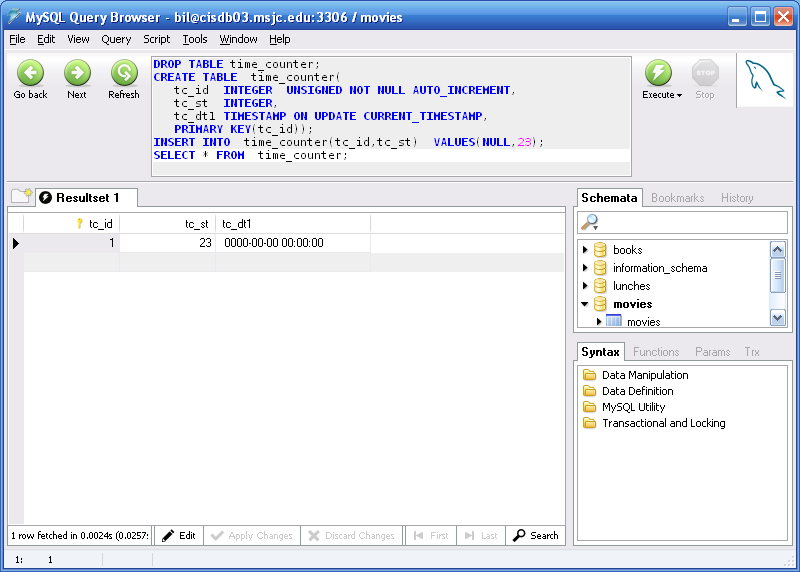 MySQL Query Browser - bil@cisdb03.msjc.edu:3306 / movies
File Edit View Query Script Tools Window Help
Go back Next Refresh
DROP TABLE time_counter;
CREATE TABLE time_counter(
tc_id INTEGER UNSIGNED NOT NULL AUTO_INCREMENT,
tc_st INTEGER,
tc_dt1 TIMESTAMP ON UPDATE CURRENT_TIMESTAMP,
PRIMARY KEY(tc_id));
INSERT INTO time_counter(tc_id,tc_st) VALUES(NULL,23);
SELECT * FROM time_counter;
Execute STOP Stop
Resultset 1
tc_id tc_st tc_dt1
1 23 0000-00-00 00:00:00
Schemata Bookmarks History
books
information_schema
lunches
movies
movies
Syntax Functions Params Trx
Data Manipulation
Data Definition
MySQL Utility
Transactional and Locking
1 row fetched in 0.0024s (0.0257: Edit Apply Changes Discard Changes First Last Search
1: 1